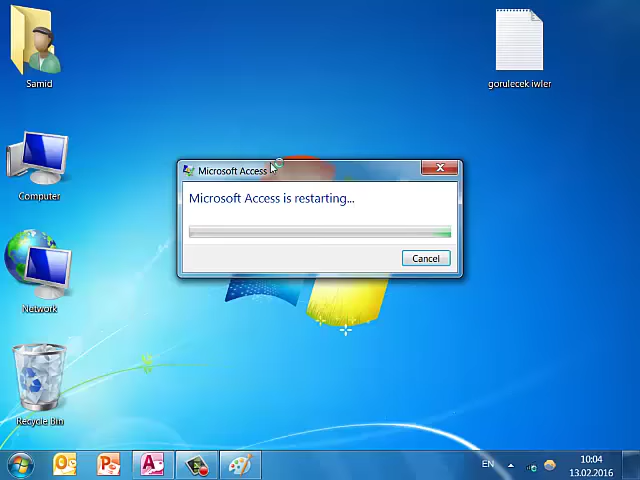 Samid
gorulecek iwler
Microsoft Access
Microsoft Access is restarting...
Computer
Cancel
Network
Recycle Bin
EN
10:04
13.02.2016